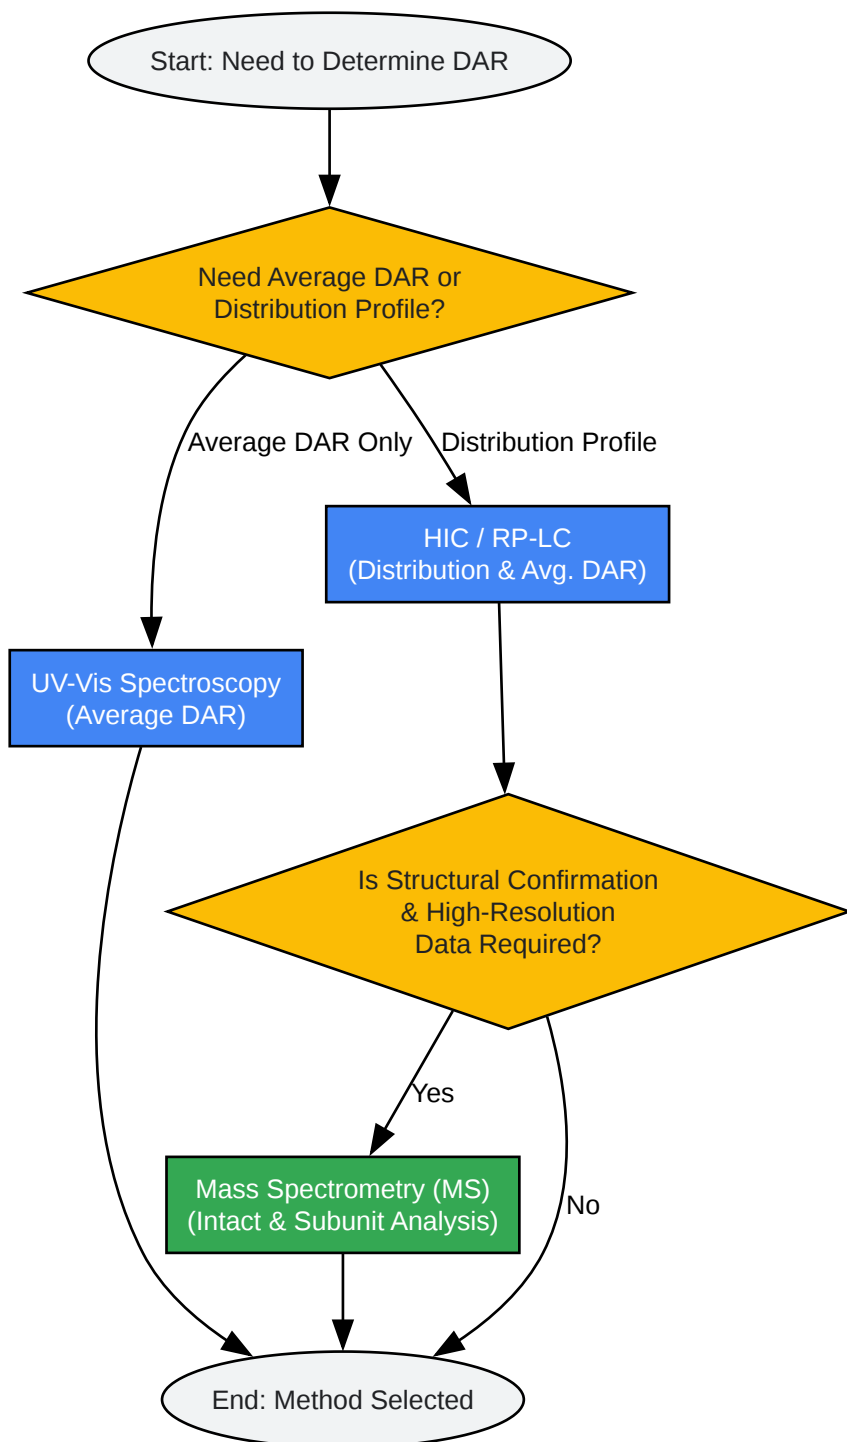 Start: Need to Determine DAR
Need Average DAR or
Distribution Profile?
Average DAR Only
Distribution Profile
HIC / RP-LC
(Distribution & Avg. DAR)
UV-Vis Spectroscopy
(Average DAR)
Is Structural Confirmation
& High-Resolution
Data Required?
Yes
Mass Spectrometry (MS)
(Intact & Subunit Analysis)
No
End: Method Selected